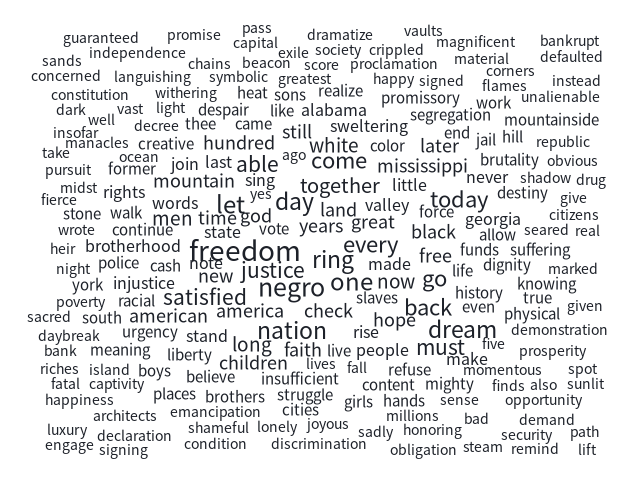 pass
guaranteed promise dramatize vaults
capital magnificent bankrupt
independence exile society crippled
sands chains beacon score proclamation material defaulted
concerned languishing symbolic greatest happy signed corners instead
flames
constitution withering heat sons realize promissory work unalienable
dark vast light despair like alabama segregation mountainside
well decree thee came still sweltering end
insofar manacles creative hundred white color later jail hill republic
take ocean ago
pursuit former join last able come mississippi brutality obvious
midst mountain sing together little never shadow drug
fierce rights words let yes day land valley today destiny give
stone walk men time god years great force georgia citizens
wrote continue state vote black allow seared real
heir brotherhood freedom ring every free funds suffering
night police cash note justice made life dignity marked
york injustice new negro one now go knowing
poverty racial satisfied slaves history true
sacred south american america check hope back even physical given
daybreak urgency stand nation rise dream demonstration
bank meaning liberty long faith live people must five prosperity
riches island boys children lives fall refuse make momentous spot
fatal captivity believe insufficient content mighty finds also sunlit
happiness places brothers struggle girls hands sense opportunity
architects emancipation cities millions bad demand
luxury declaration shameful lonely joyous sadly honoring security path
engage signing condition discrimination obligation steam remind lift